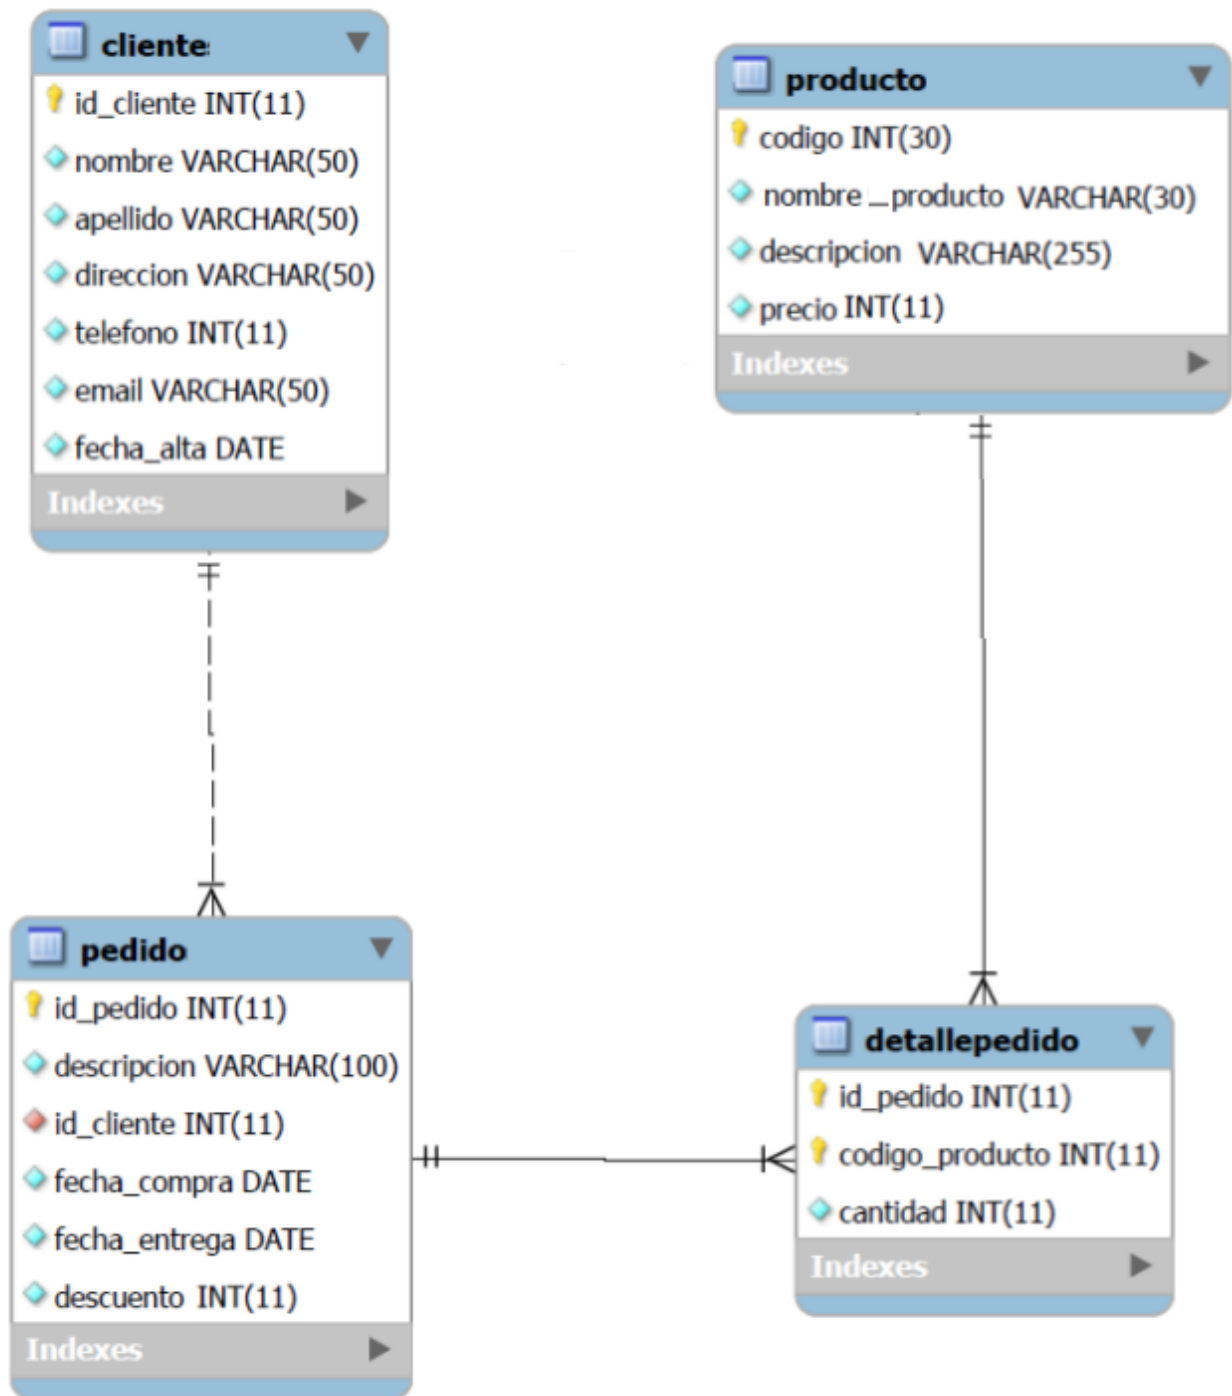 clientes
id_cliente INT(11)
nombre VARCHAR(50)
apellido VARCHAR(50)
direccion VARCHAR(50)
telefono INT(11)
email VARCHAR(50)
fecha_alta DATE
Indexes
producto
codigo INT(30)
nombre_producto VARCHAR(30)
descripcion VARCHAR(255)
precio INT(11)
Indexes
pedido
id_pedido INT(11)
descripcion VARCHAR(100)
id_cliente INT(11)
fecha_compra DATE
fecha_entrega DATE
descuento INT(11)
Indexes
detallepedido
id_pedido INT(11)
codigo_producto INT(11)
cantidad INT(11)
Indexes